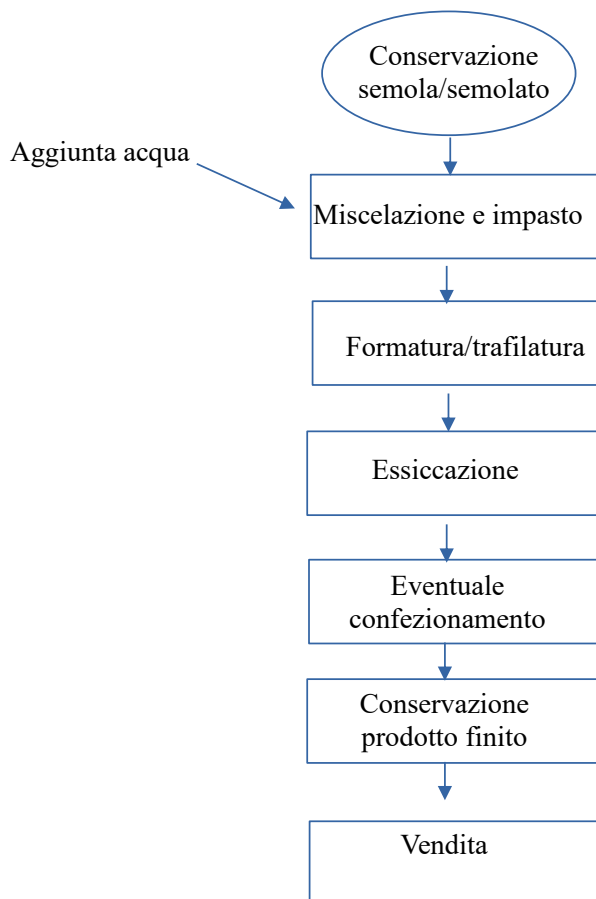 Conservazione
semola/semolato
Aggiunta acqua
Miscelazione e impasto
Formatura/trafilatura
Essiccazione
Eventuale
confezionamento
Conservazione
prodotto finito
Vendita